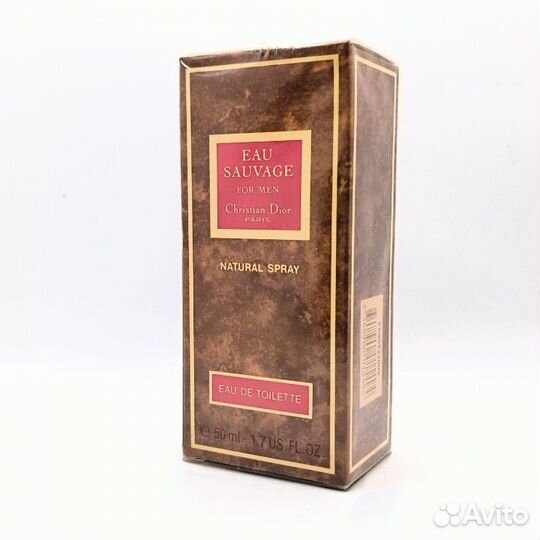 EAU
SAUVAGE
FOR MEN
Christian Dior
PARIS
NATURAL SPRAY
EAU DE TOILETTE
℮ 50 ml - 1.7 US. FL.OZ.
Avito